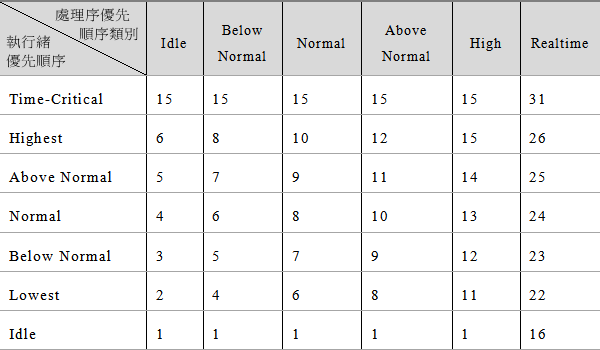 處理序優先
順序類別
執行緒
優先順序
Idle
Below
Normal
Normal
Above
Normal
High
Realtime
Time-Critical 15 15 15 15 15 31
Highest 6 8 10 12 15 26
Above Normal 5 7 9 11 14 25
Normal 4 6 8 10 13 24
Below Normal 3 5 7 9 12 23
Lowest 2 4 6 8 11 22
Idle 1 1 1 1 1 16